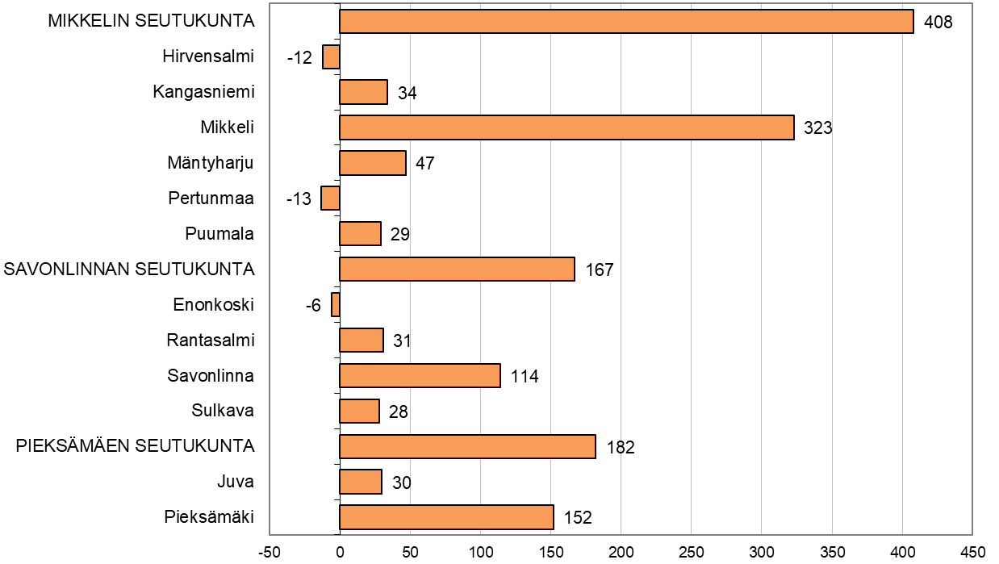 MIKKELIN SEUTUKUNTA 408
Hirvensalmi -12
Kangasniemi 34
Mikkeli 323
Mäntyharju 47
Pertunmaa -13
Puumala 29
SAVONLINNAN SEUTUKUNTA 167
Enonkoski -6
Rantasalmi 31
Savonlinna 114
Sulkava 28
PIEKSÄMÄEN SEUTUKUNTA 182
Juva 30
Pieksämäki 152
-50 0 50 100 150 200 250 300 350 400 450